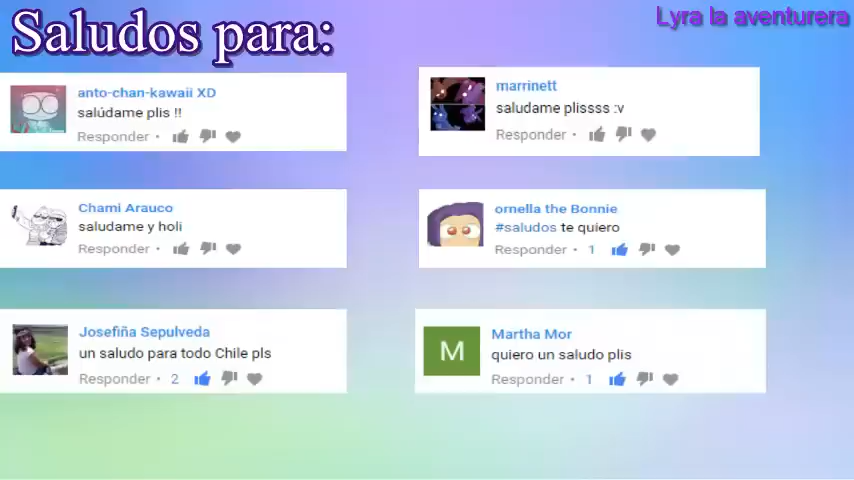 Saludos para:
Lyra la aventurera
anto-chan-kawaii XD
salúdame plis !!
Responder •
marrinett
saludame plissss :v
Responder •
Chami Arauco
saludame y holi
Responder •
ornella the Bonnie
#saludos te quiero
Responder • 1
Josefiña Sepulveda
un saludo para todo Chile pls
Responder • 2
M
Martha Mor
quiero un saludo plis
Responder • 1